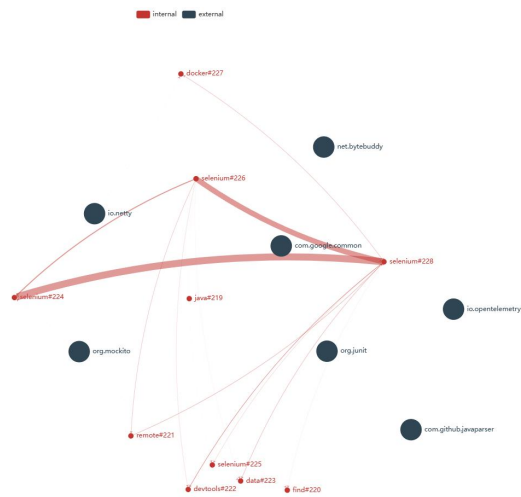 internal external
docker#227
net.bytebuddy
selenium#226
io.netty
com.google.common
selenium#228
selenium#224
java#219
io.opentelemetry
org.mockito
org.junit
com.github.javaparser
remote#221
selenium#225
data#223
devtools#222
find#220